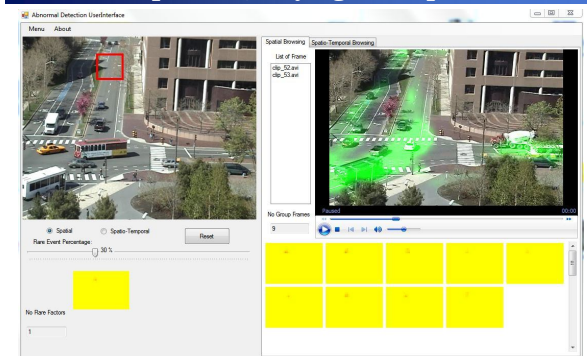 Abnormal Detection UserInterface
Menu About
Spatial Browsing Spatio-Temporal Browsing
List of Frame
clip_52.avi
clip_53.avi
No Group Frames
9
Paused 00:00
Spatial Spatio-Temporal Reset
Rare Event Percentage:
30 %
No Rare Factors
1